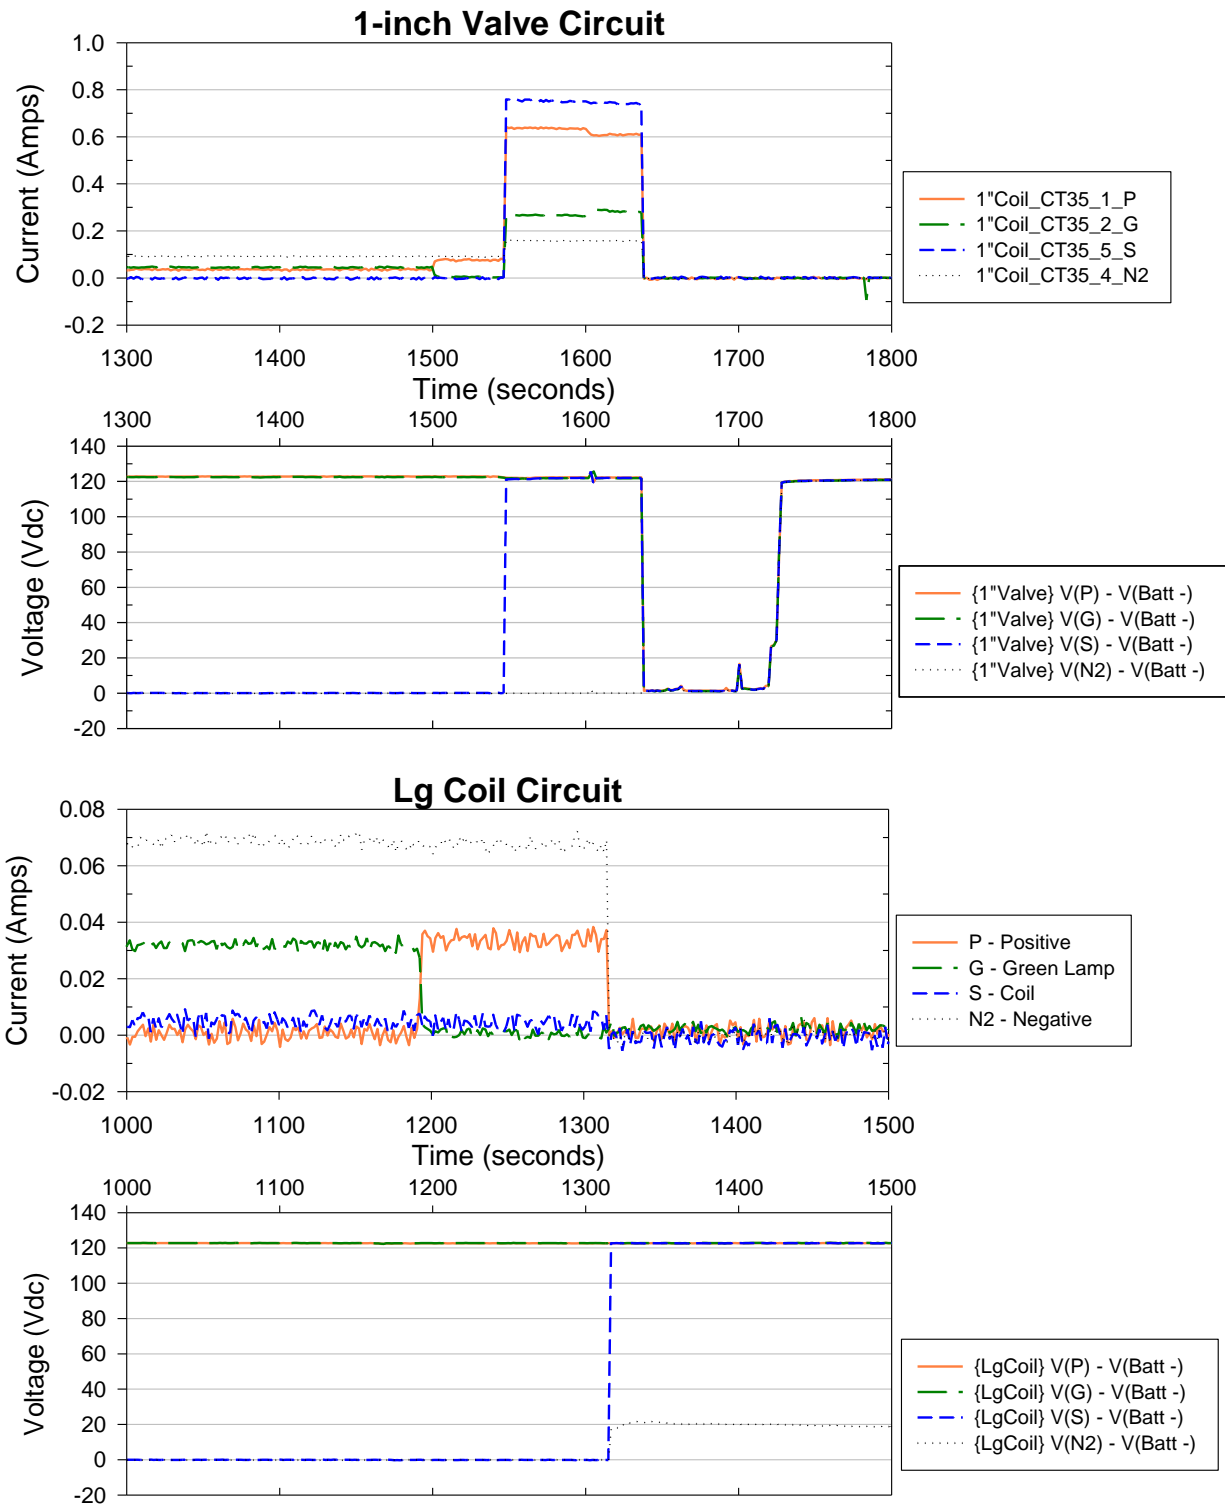 1-inch Valve Circuit
Current (Amps)
1.0
0.8
0.6
0.4
0.2
0.0
-0.2
1300 1400 1500 1600 1700 1800
Time (seconds)
1"Coil_CT35_1_P
1"Coil_CT35_2_G
1"Coil_CT35_5_S
1"Coil_CT35_4_N2
1300 1400 1500 1600 1700 1800
Voltage (Vdc)
140
120
100
80
60
40
20
0
-20
{1"Valve} V(P) - V(Batt -)
{1"Valve} V(G) - V(Batt -)
{1"Valve} V(S) - V(Batt -)
{1"Valve} V(N2) - V(Batt -)
Lg Coil Circuit
Current (Amps)
0.08
0.06
0.04
0.02
0.00
-0.02
1000 1100 1200 1300 1400 1500
Time (seconds)
P - Positive
G - Green Lamp
S - Coil
N2 - Negative
1000 1100 1200 1300 1400 1500
Voltage (Vdc)
140
120
100
80
60
40
20
0
-20
{LgCoil} V(P) - V(Batt -)
{LgCoil} V(G) - V(Batt -)
{LgCoil} V(S) - V(Batt -)
{LgCoil} V(N2) - V(Batt -)